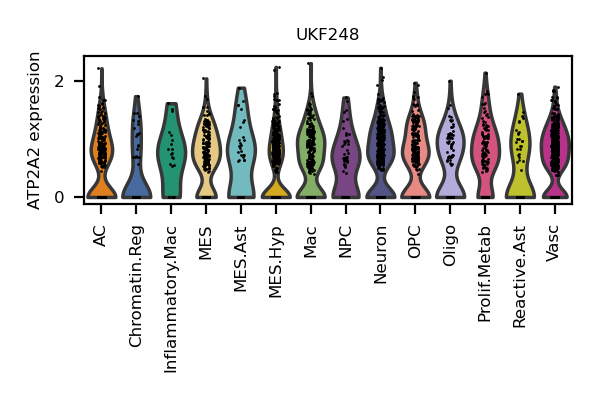 UKF248
ATP2A2 expression
2
0
AC
Chromatin.Reg
Inflammatory.Mac
MES
MES.Ast
MES.Hyp
Mac
NPC
Neuron
OPC
Oligo
Prolif.Metab
Reactive.Ast
Vasc